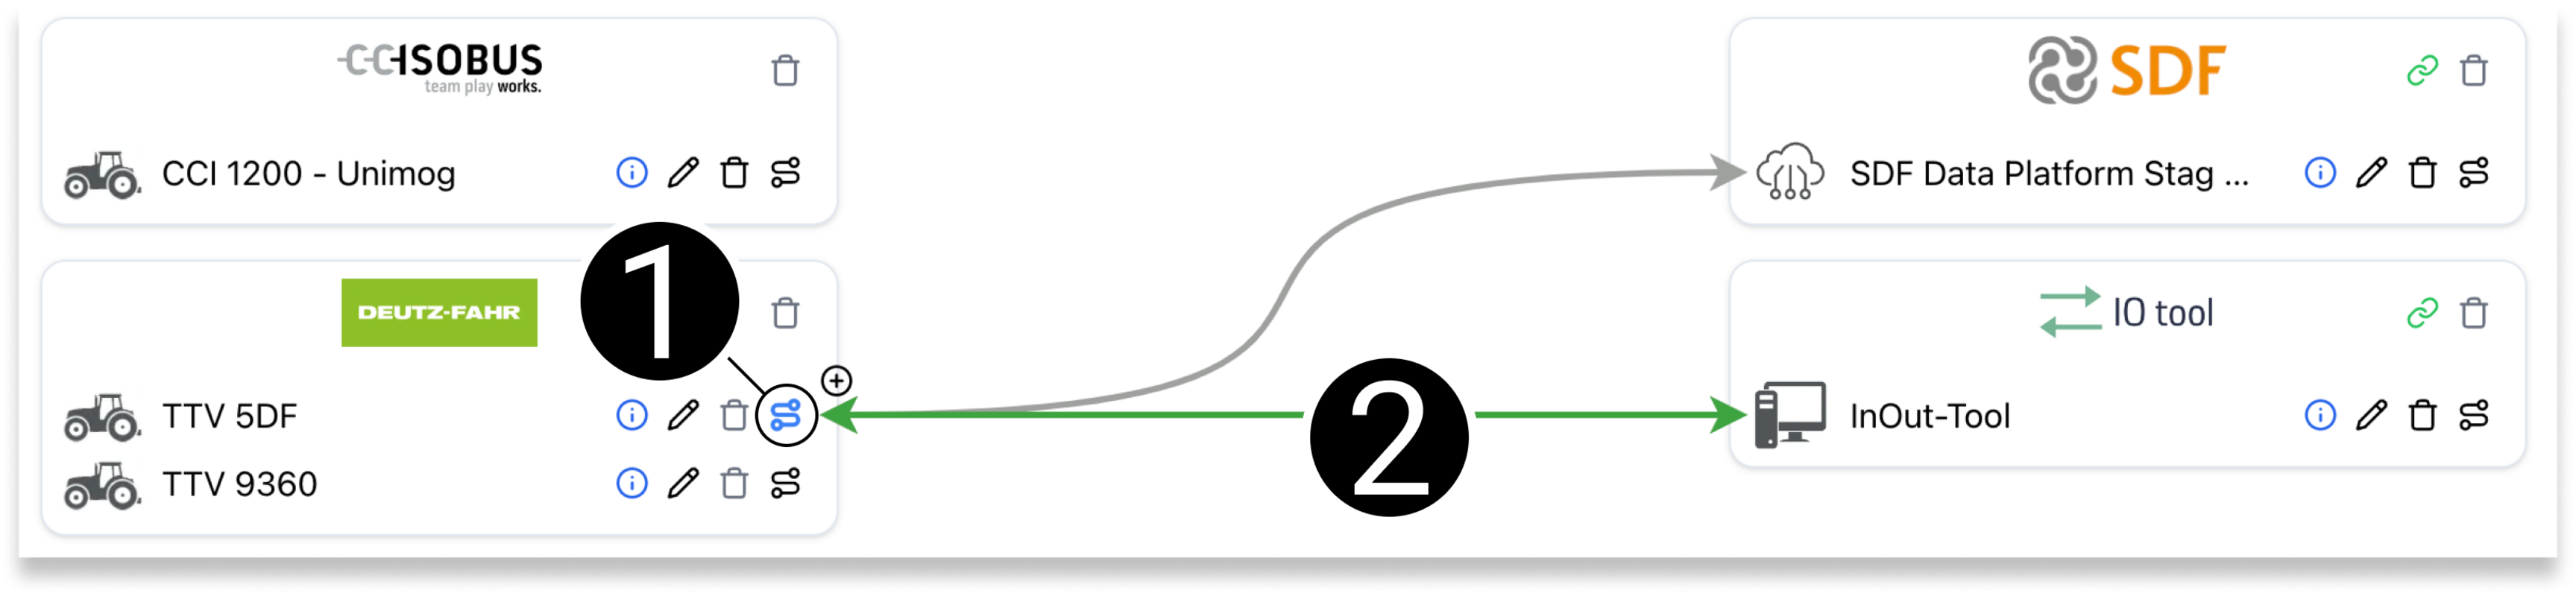 CCISOBUS
team play works.
CCI 1200 - Unimog
SDF
SDF Data Platform Stag ...
DEUTZ-FAHR
1
TTV 5DF
TTV 9360
2
IO tool
InOut-Tool